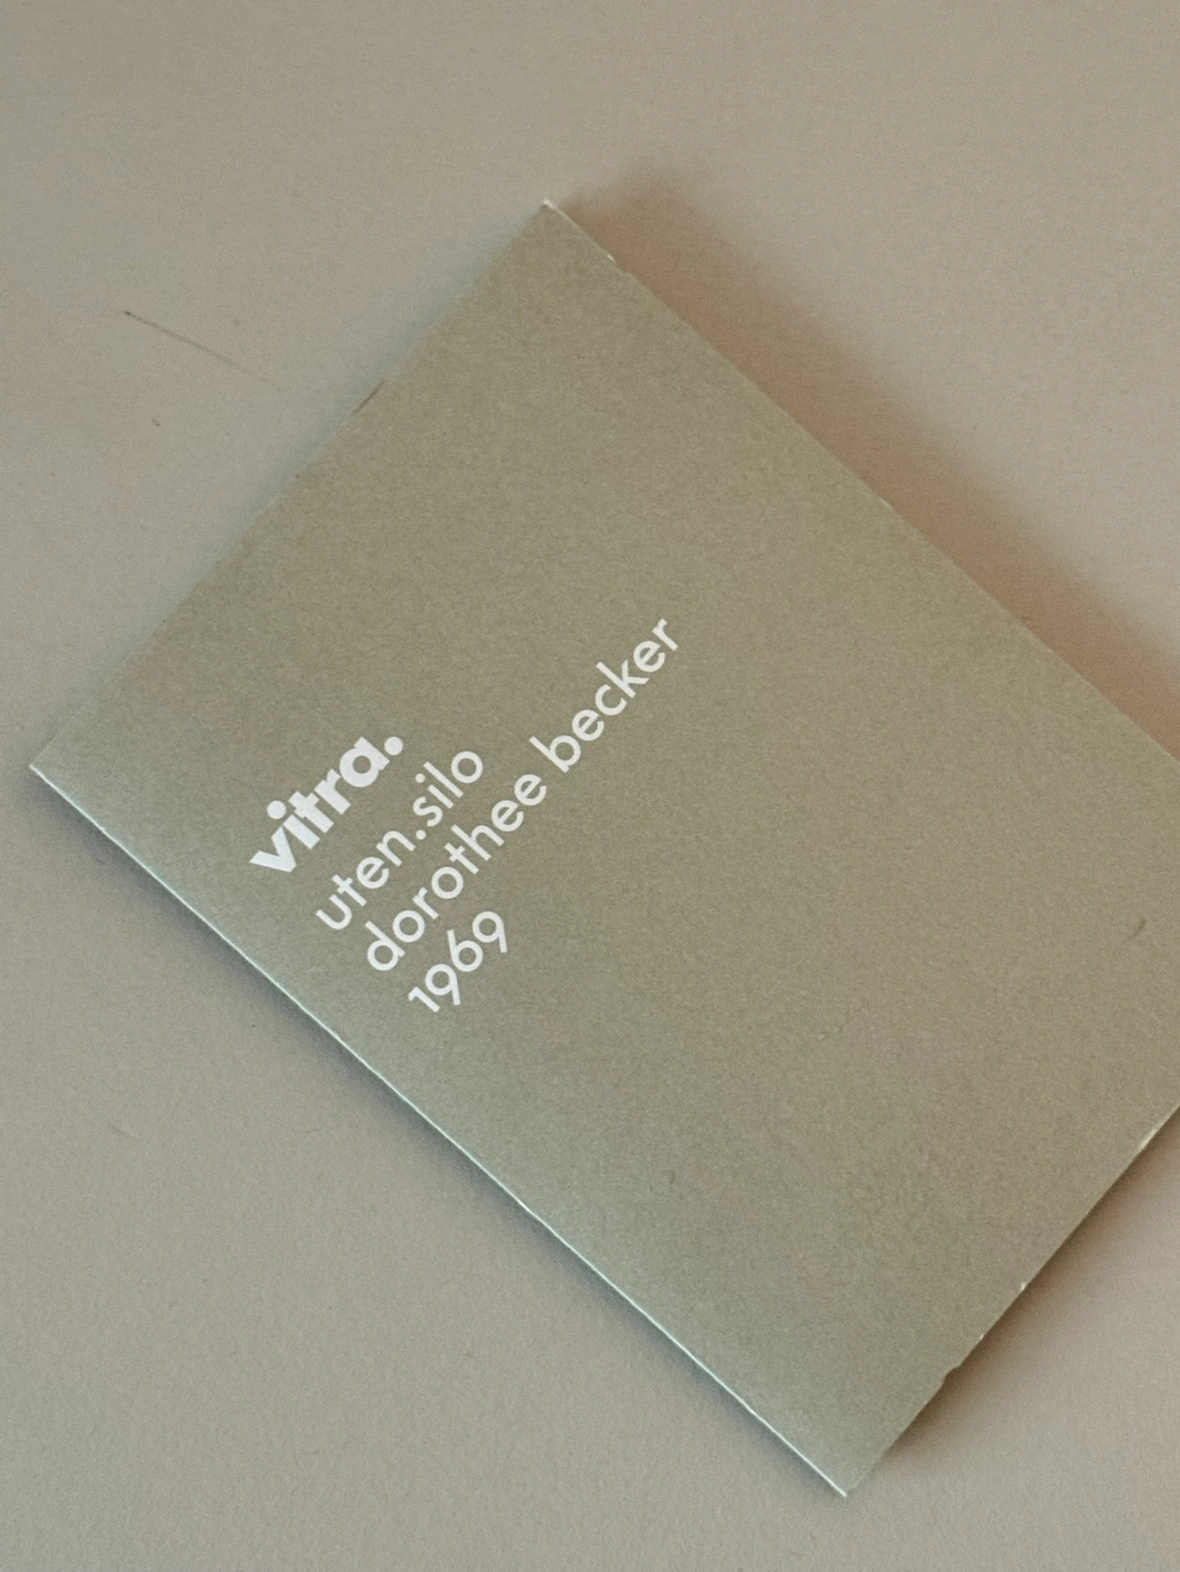 vitra.
uten.silo
dorothee becker
1969